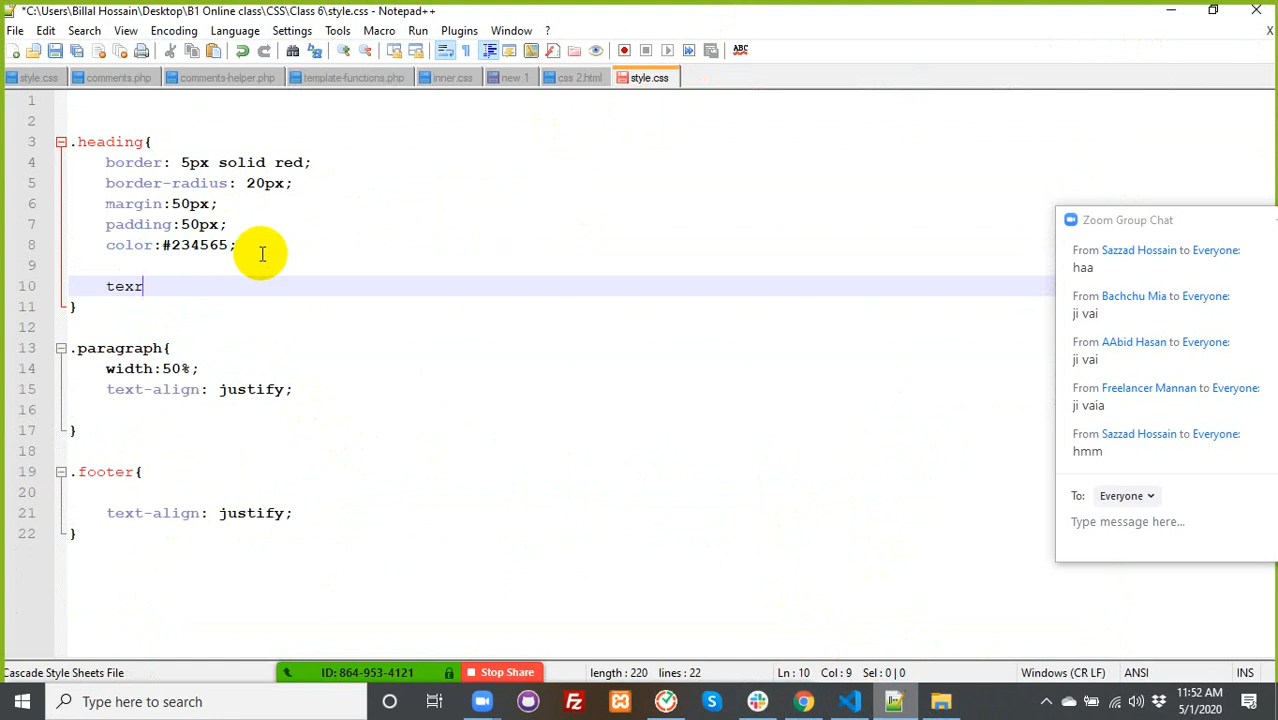 *C:\Users\Billal Hossain\Desktop\B1 Online class\CSS\Class 6\style.css - Notepad++
File Edit Search View Encoding Language Settings Tools Macro Run Plugins Window ?
X
ABC
style.css comments.php comments-helper.php template-functions.php inner.css new 1 css 2.html style.css
1
2
3 .heading{
4 border: 5px solid red;
5 border-radius: 20px;
6 margin:50px;
7 padding:50px;
8 color:#234565;
9
10 texr
11 }
12
13 .paragraph{
14 width:50%;
15 text-align: justify;
16
17 }
18
19 .footer{
20
21 text-align: justify;
22 }
Zoom Group Chat
From Sazzad Hossain to Everyone:
haa
From Bachchu Mia to Everyone:
ji vai
From AAbid Hasan to Everyone:
ji vai
From Freelancer Mannan to Everyone:
ji vaia
From Sazzad Hossain to Everyone:
hmm
To: Everyone
Type message here...
Cascade Style Sheets File ID: 864-953-4121 Stop Share length : 220 lines : 22 Ln : 10 Col : 9 Sel : 0 | 0 Windows (CR LF) ANSI INS
Type here to search
11:52 AM
5/1/2020